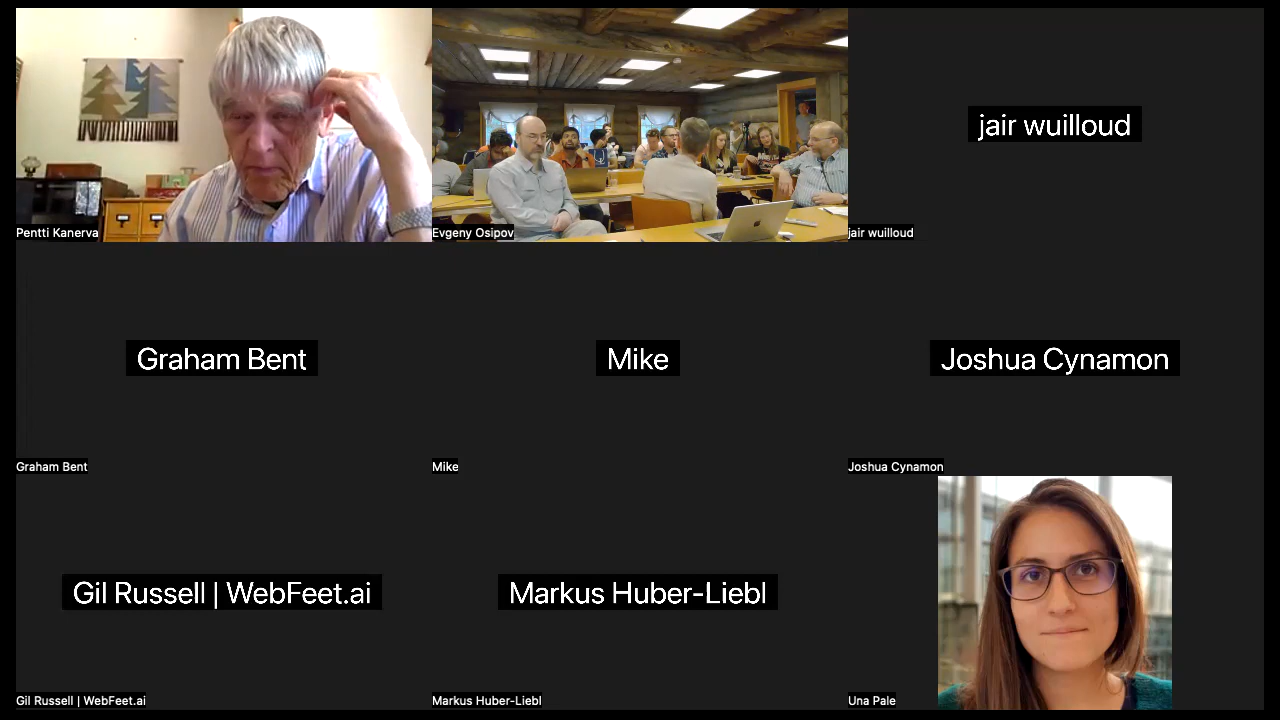 Pentti Kanerva
Evgeny Osipov
jair wuilloud
jair wuilloud
Graham Bent
Graham Bent
Mike
Mike
Joshua Cynamon
Joshua Cynamon
Gil Russell | WebFeet.ai
Gil Russell | WebFeet.ai
Markus Huber-Liebl
Markus Huber-Liebl
Una Pale